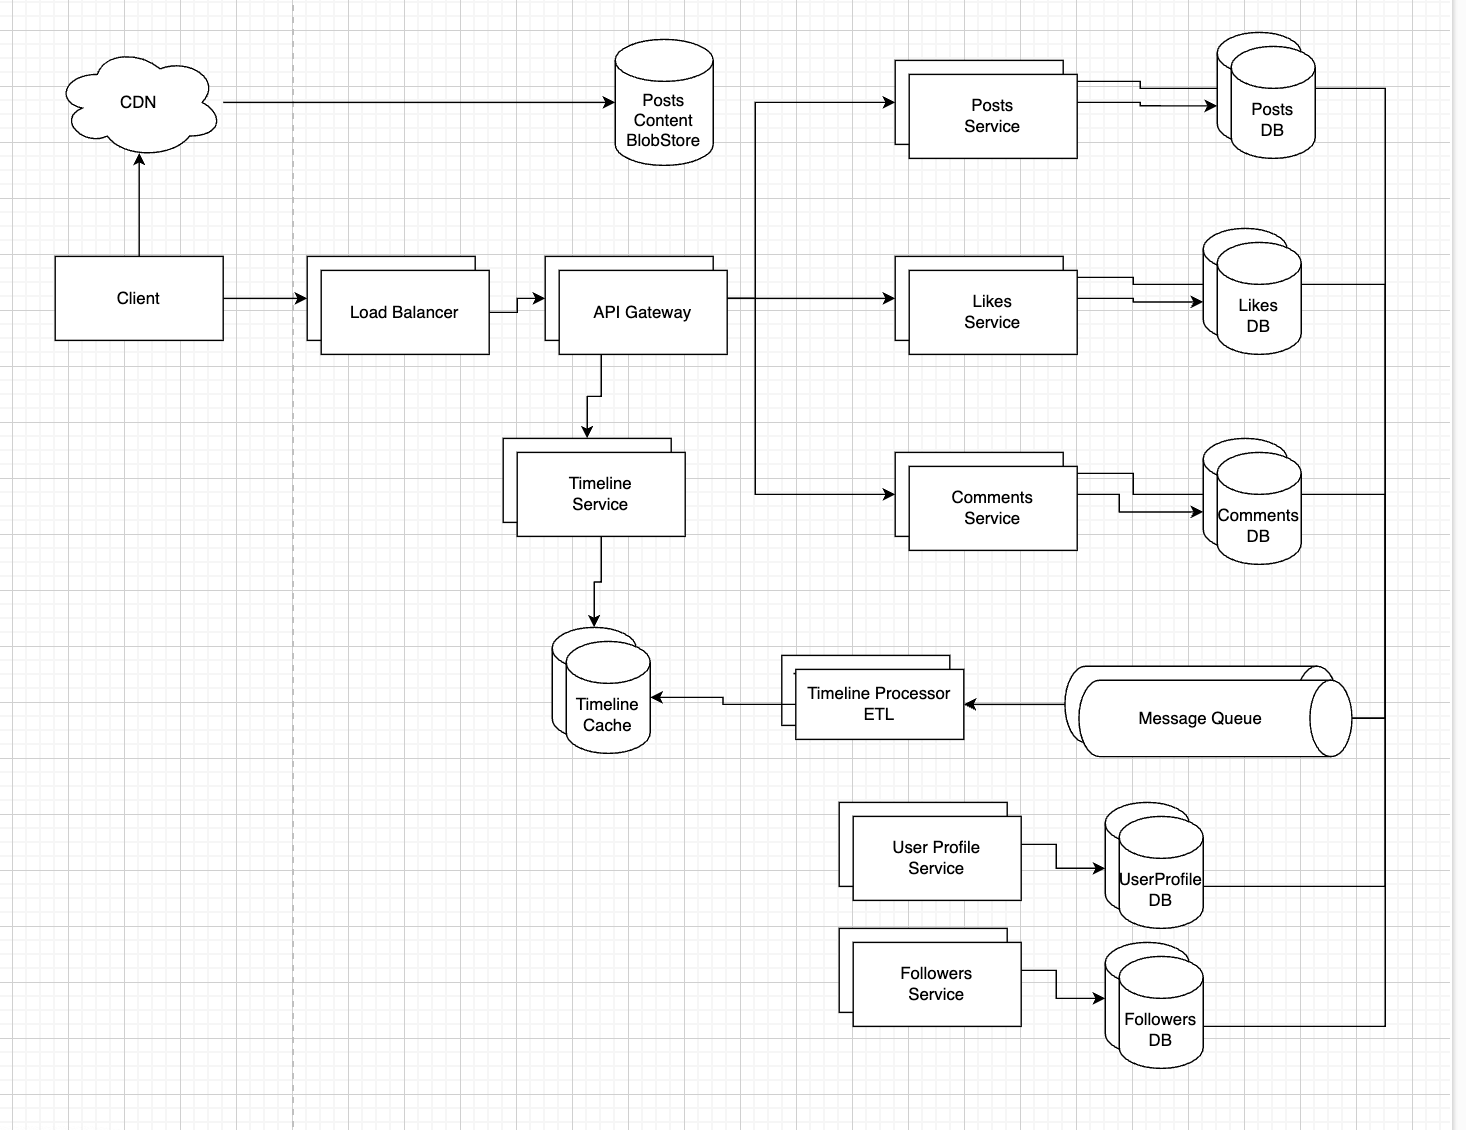 CDN
Posts
Content
BlobStore
Posts
Service
Posts
DB
Client
Load Balancer
API Gateway
Likes
Service
Likes
DB
Timeline
Service
Comments
Service
Comments
DB
Timeline
Cache
Timeline Processor
ETL
Message Queue
User Profile
Service
UserProfile
DB
Followers
Service
Followers
DB